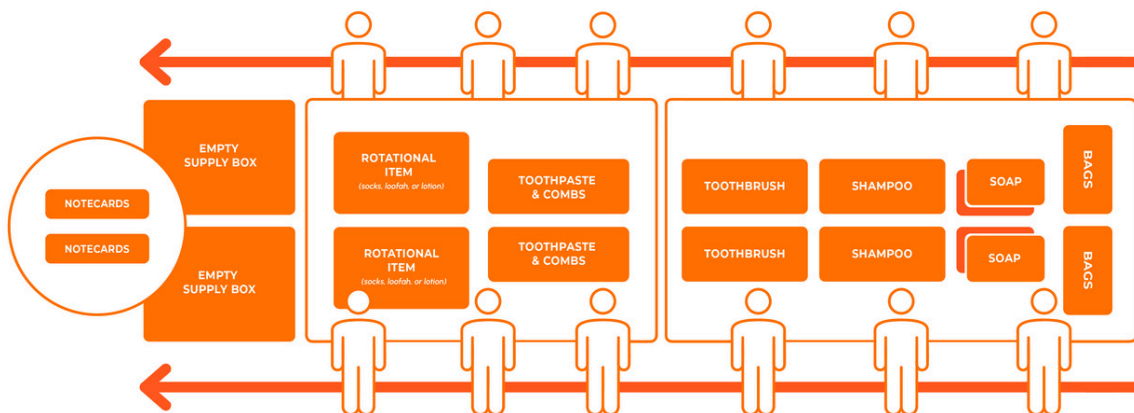 EMPTY
SUPPLY BOX
ROTATIONAL
ITEM
(socks, loofah, or lotion)
TOOTHPASTE
& COMBS
TOOTHBRUSH
SHAMPOO
SOAP
BAGS
NOTECARDS
NOTECARDS
EMPTY
SUPPLY BOX
ROTATIONAL
ITEM
(socks, loofah, or lotion)
TOOTHPASTE
& COMBS
TOOTHBRUSH
SHAMPOO
SOAP
BAGS